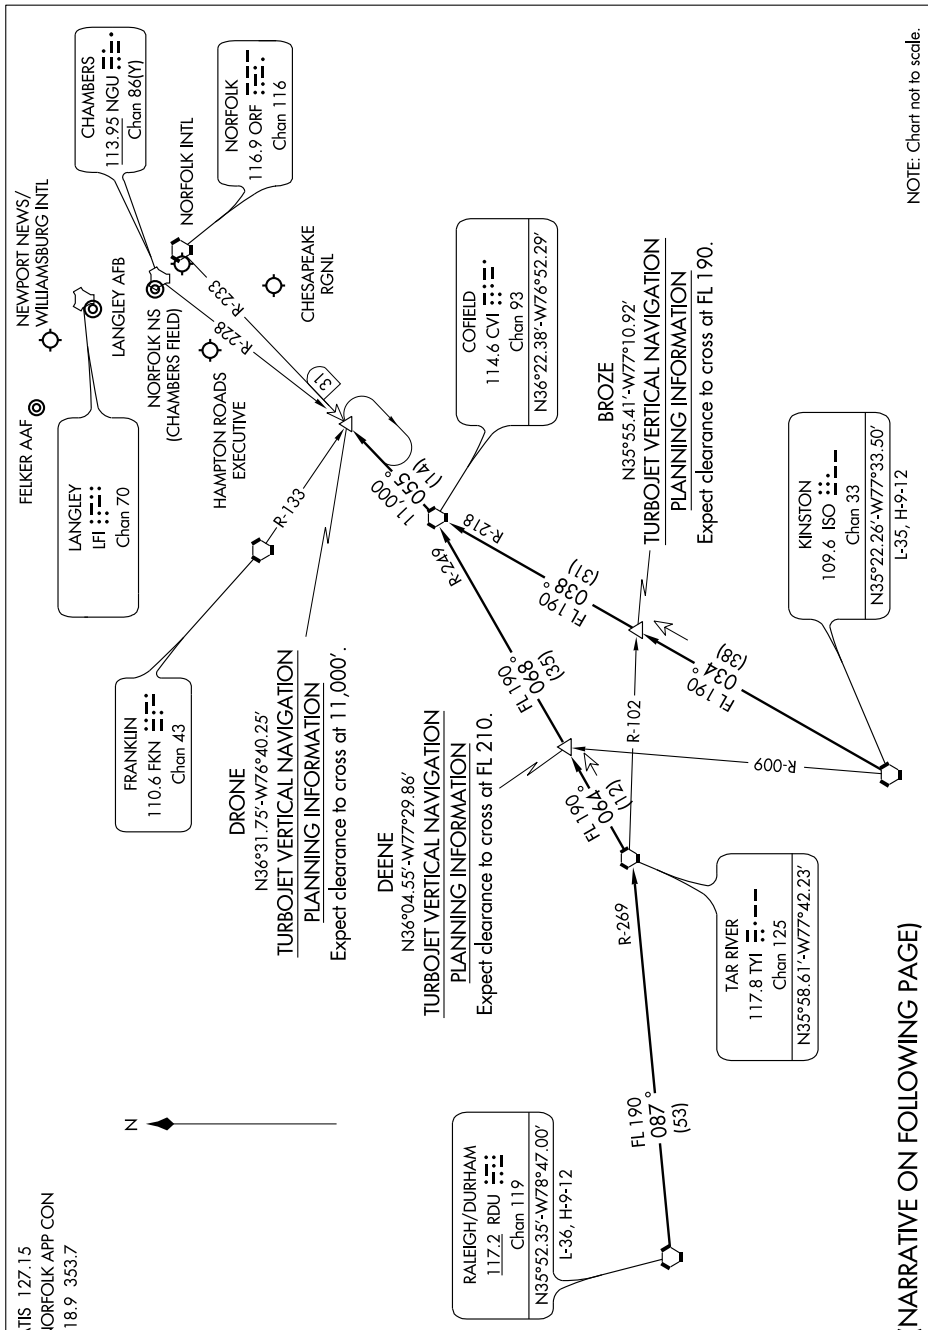 ATIS 127.15
NORFOLK APP CON
18.9 353.7
N
NEWPORT NEWS/
WILLIAMSBURG INTL
FELKER AAF
LANGLEY AFB
NORFOLK NS
(CHAMBERS FIELD)
HAMPTON ROADS
EXECUTIVE
NORFOLK INTL
CHESAPEAKE
RGNL
CHAMBERS
113.95 NGU
Chan 86(Y)
NORFOLK
116.9 ORF
Chan 116
LANGLEY
LFI
Chan 70
FRANKLIN
110.6 FKN
Chan 43
R-133
R-228
R-233
31
DRONE
N36°31.75'-W76°40.25'
TURBOJET VERTICAL NAVIGATION
PLANNING INFORMATION
Expect clearance to cross at 11,000'.
11,000
055°
(14)
COFIELD
114.6 CVI
Chan 93
N36°22.38'-W76°52.29'
R-249
R-218
DEENE
N36°04.55'-W77°29.86'
TURBOJET VERTICAL NAVIGATION
PLANNING INFORMATION
Expect clearance to cross at FL 210.
FL 190
068°
(35)
FL 190
038°
(31)
BROZE
N35°55.41'-W77°10.92'
TURBOJET VERTICAL NAVIGATION
PLANNING INFORMATION
Expect clearance to cross at FL 190.
FL 190
064°
(12)
R-102
R-009
FL 190
034°
(38)
KINSTON
109.6 ISO
Chan 33
N35°22.26'-W77°33.50'
L-35, H-9-12
TAR RIVER
117.8 TYI
Chan 125
N35°58.61'-W77°42.23'
R-269
FL 190
087°
(53)
RALEIGH/DURHAM
117.2 RDU
Chan 119
N35°52.35'-W78°47.00'
L-36, H-9-12
NOTE: Chart not to scale.
(NARRATIVE ON FOLLOWING PAGE)